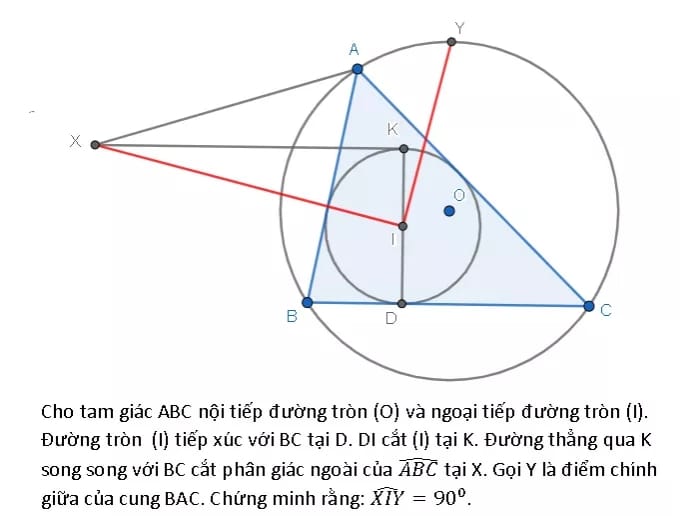 Y
A
X
K
O
I
B
D
C
Cho tam giác ABC nội tiếp đường tròn (O) và ngoại tiếp đường tròn (I).
Đường tròn (I) tiếp xúc với BC tại D. DI cắt (I) tại K. Đường thẳng qua K
song song với BC cắt phân giác ngoài của \(\widehat{ABC}\) tại X. Gọi Y là điểm chính
giữa của cung BAC. Chứng minh rằng: \(\widehat{XIY} = 90^0\).